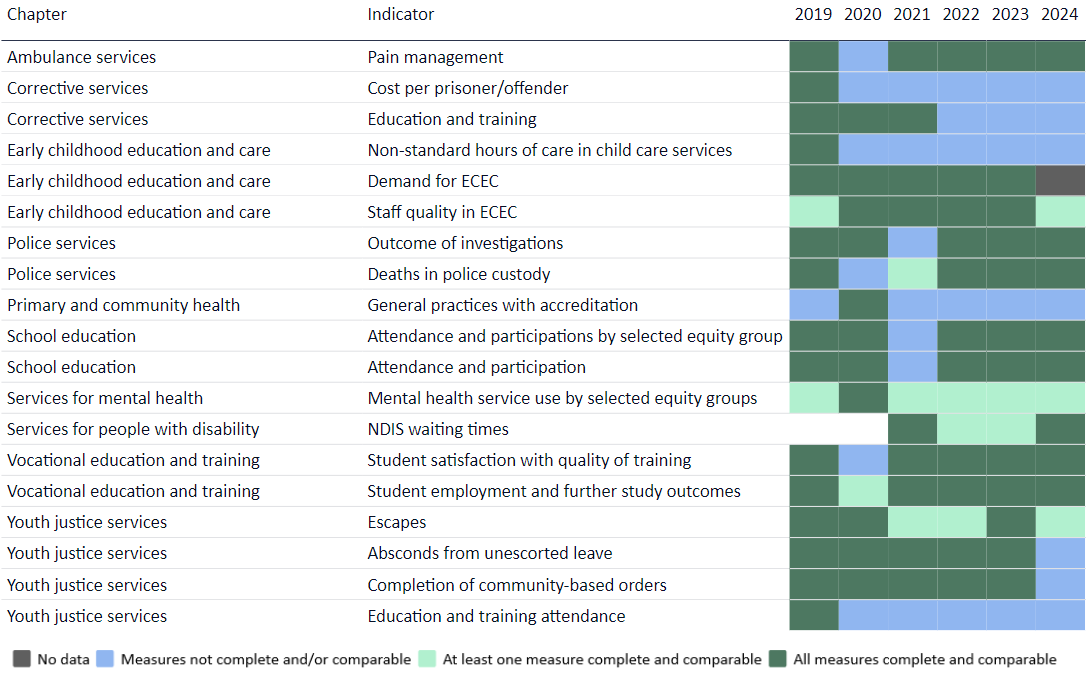 Chapter Indicator 2019 2020 2021 2022 2023 2024
Ambulance services Pain management
Corrective services Cost per prisoner/offender
Corrective services Education and training
Early childhood education and care Non-standard hours of care in child care services
Early childhood education and care Demand for ECEC
Early childhood education and care Staff quality in ECEC
Police services Outcome of investigations
Police services Deaths in police custody
Primary and community health General practices with accreditation
School education Attendance and participations by selected equity group
School education Attendance and participation
Services for mental health Mental health service use by selected equity groups
Services for people with disability NDIS waiting times
Vocational education and training Student satisfaction with quality of training
Vocational education and training Student employment and further study outcomes
Youth justice services Escapes
Youth justice services Absconds from unescorted leave
Youth justice services Completion of community-based orders
Youth justice services Education and training attendance
No data Measures not complete and/or comparable At least one measure complete and comparable All measures complete and comparable